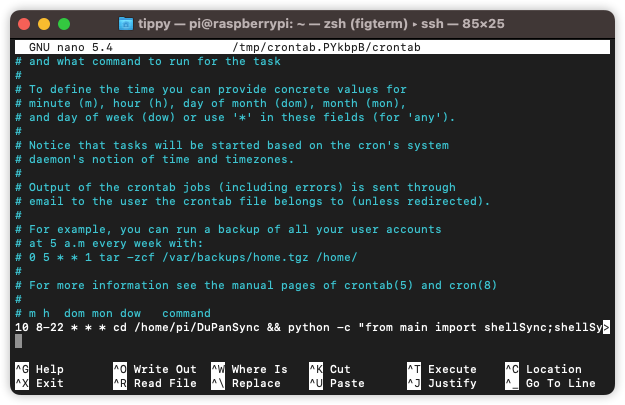 tippy — pi@raspberrypi: ~ — zsh (figterm) ▸ ssh — 85×25
GNU nano 5.4 /tmp/crontab.PYkbpB/crontab
# and what command to run for the task
#
# To define the time you can provide concrete values for
# minute (m), hour (h), day of month (dom), month (mon),
# and day of week (dow) or use '*' in these fields (for 'any').
#
# Notice that tasks will be started based on the cron's system
# daemon's notion of time and timezones.
#
# Output of the crontab jobs (including errors) is sent through
# email to the user the crontab file belongs to (unless redirected).
#
# For example, you can run a backup of all your user accounts
# at 5 a.m every week with:
# 0 5 * * 1 tar -zcf /var/backups/home.tgz /home/
#
# For more information see the manual pages of crontab(5) and cron(8)
#
# m h  dom mon dow   command
10 8-22 * * * cd /home/pi/DuPanSync && python -c "from main import shellSync;shellSy>
^G Help ^O Write Out ^W Where Is ^K Cut ^T Execute ^C Location
^X Exit ^R Read File ^\ Replace ^U Paste ^J Justify ^_ Go To Line